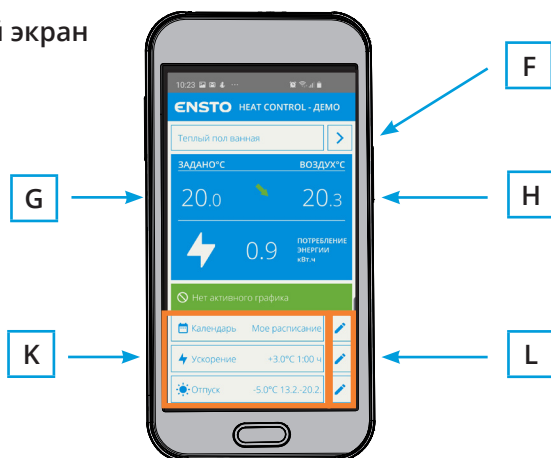 й экран
F
10:23
ENSTO HEAT CONTROL - ДЕМО
Теплый пол ванная
ЗАДАНО°C ВОЗДУХ°C
G
20.0 20.3
H
0.9 ПОТРЕБЛЕНИЕ
ЭНЕРГИИ
кВт.ч
Нет активного графика
Календарь Мое расписание
K
Ускорение +3.0°C 1:00 ч
L
Отпуск -5.0°C 13.2.-20.2.